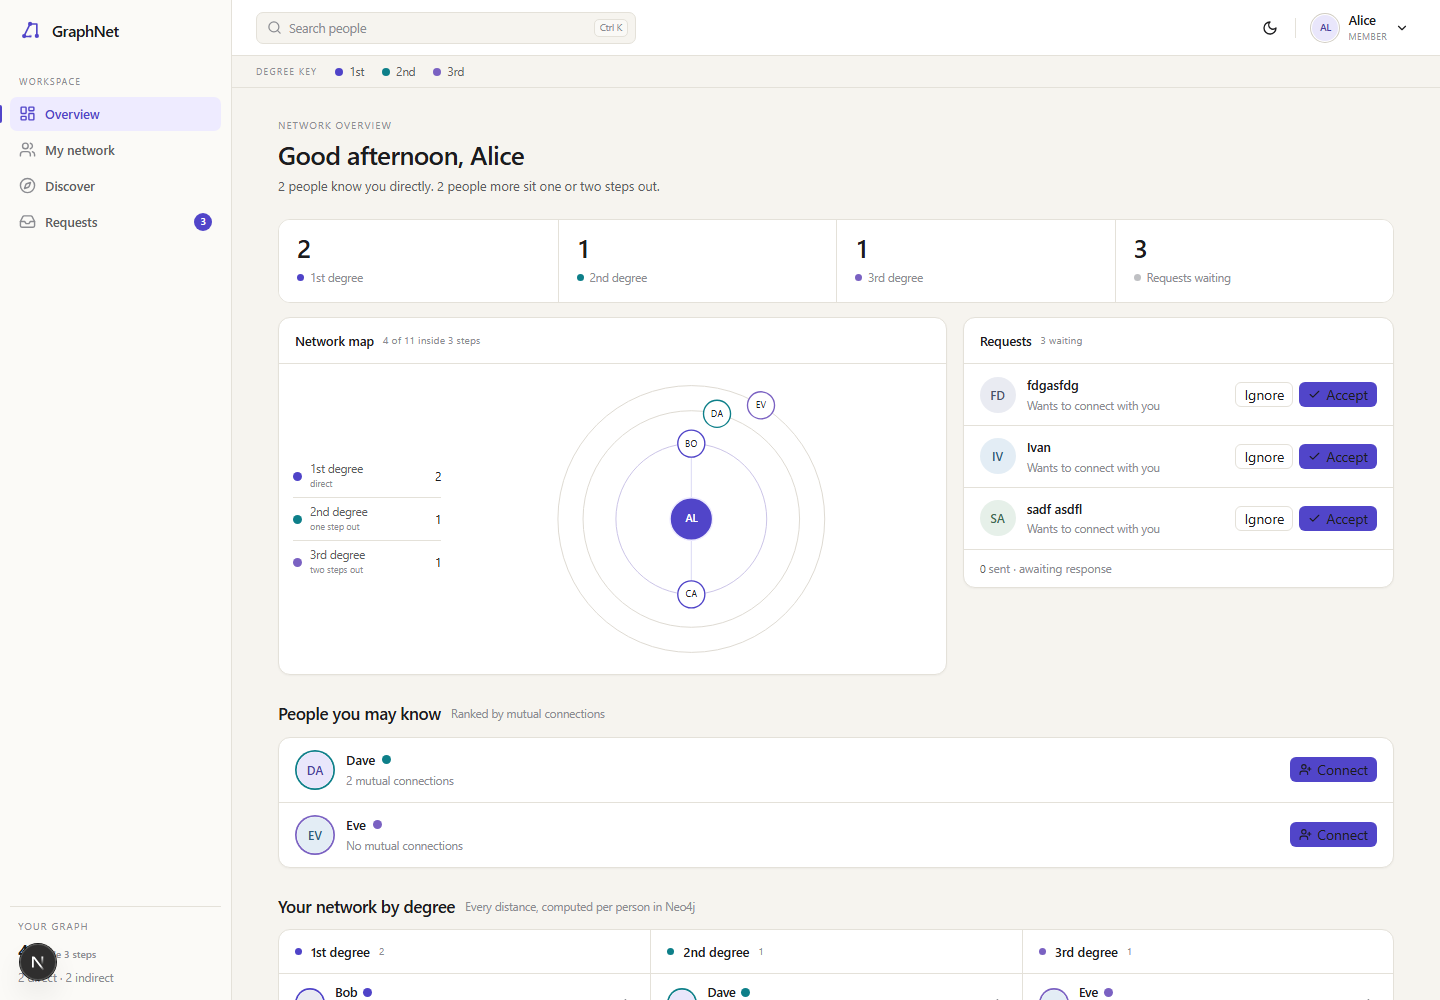 GraphNet
Search people
Ctrl K
AL
Alice
MEMBER
WORKSPACE
Overview
My network
Discover
Requests
3
DEGREE KEY
1st
2nd
3rd
NETWORK OVERVIEW
Good afternoon, Alice
2 people know you directly. 2 people more sit one or two steps out.
2
1st degree
1
2nd degree
1
3rd degree
3
Requests waiting
Network map
4 of 11 inside 3 steps
1st degree
direct
2
2nd degree
one step out
1
3rd degree
two steps out
1
EV
DA
BO
AL
CA
Requests
3 waiting
FD
fdgasfdg
Wants to connect with you
Ignore
Accept
IV
Ivan
Wants to connect with you
Ignore
Accept
SA
sadf asdfl
Wants to connect with you
Ignore
Accept
0 sent · awaiting response
People you may know
Ranked by mutual connections
DA
Dave
2 mutual connections
Connect
EV
Eve
No mutual connections
Connect
Your network by degree
Every distance, computed per person in Neo4j
1st degree
2
2nd degree
1
3rd degree
1
Bob
Dave
Eve
YOUR GRAPH
3 steps
N
2 · 2 indirect